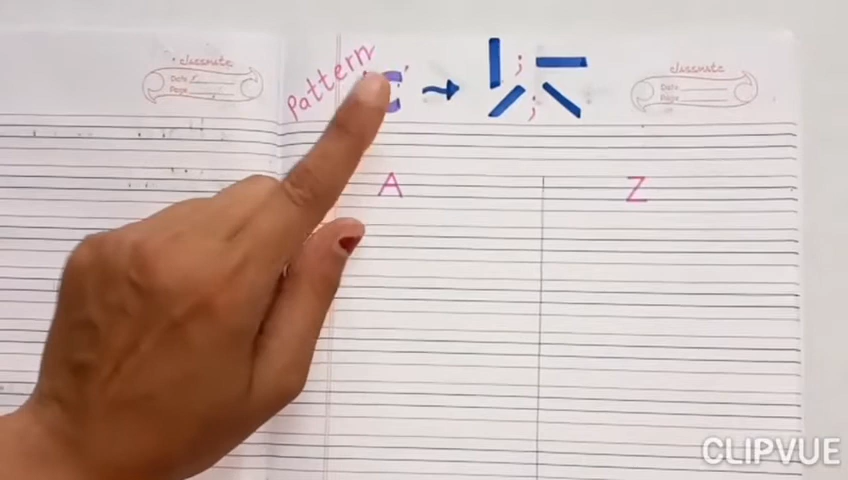 classmate
Date
Page
Pattern
classmate
Date
Page
A Z
CLIPVUE